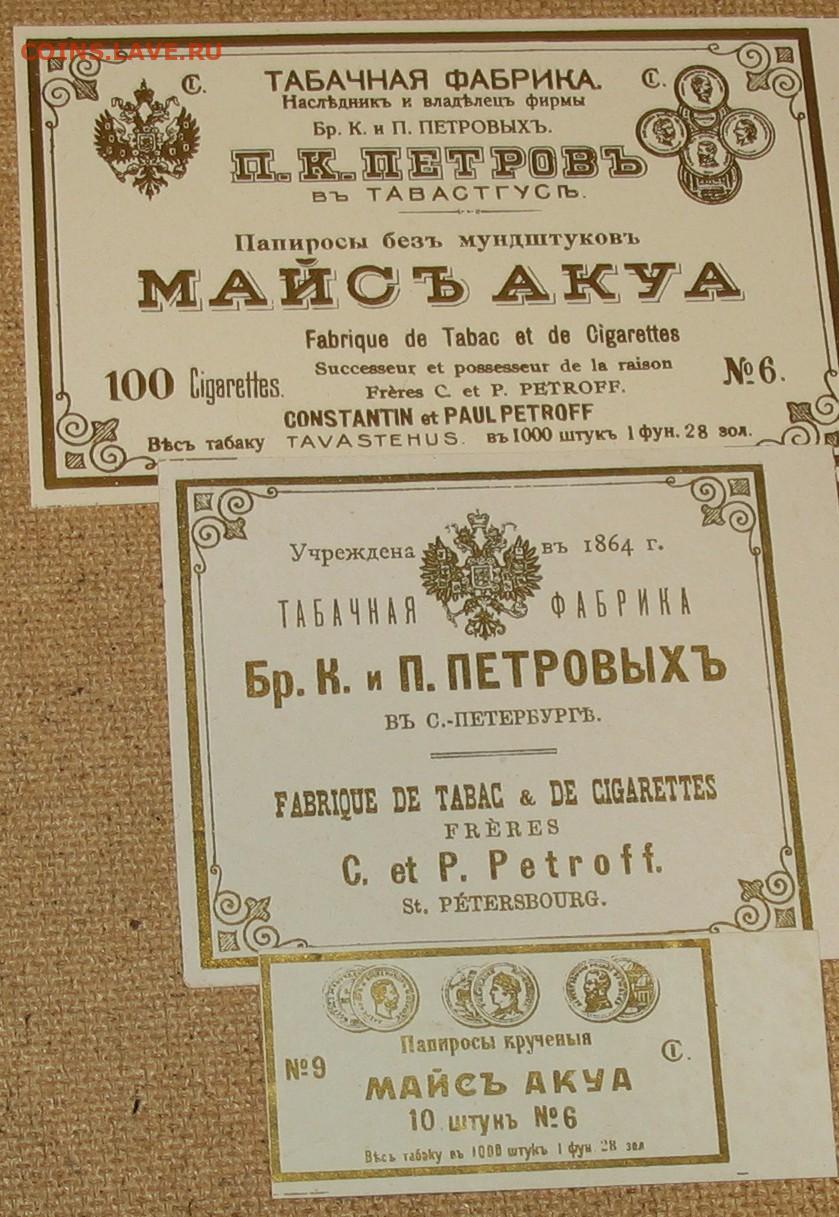 COINS.LAVE.RU
С. ТАБАЧНАЯ ФАБРИКА. С.
Наслѣдникъ и владѣлецъ фирмы
Бр. К. и П. ПЕТРОВЫХЪ.
П.К.ПЕТРОВЪ
ВЪ ТАВАСТГУСѢ.
Папиросы безъ мундштуковъ
МАЙСЪ АКУА
Fabrique de Tabac et de Cigarettes
Successeur et possesseur de la raison
100 Cigarettes. Frères C. et P. PETROFF. №6.
CONSTANTIN et PAUL PETROFF
Вѣсъ табаку TAVASTEHUS. въ 1000 штукъ 1 фун. 28 зол.
Учреждена въ 1864 г.
ТАБАЧНАЯ ФАБРИКА
Бр. К. и П. ПЕТРОВЫХЪ
ВЪ С.-ПЕТЕРБУРГѢ.
FABRIQUE DE TABAC & DE CIGARETTES
FRÈRES
C. et P. Petroff.
St. PÉTERSBOURG.
Папиросы крученыя
№9 CI.
МАЙСЪ АКУА
10 штукъ №6
Вѣсъ табаку въ 1000 штукъ 1 фун. 28 зол